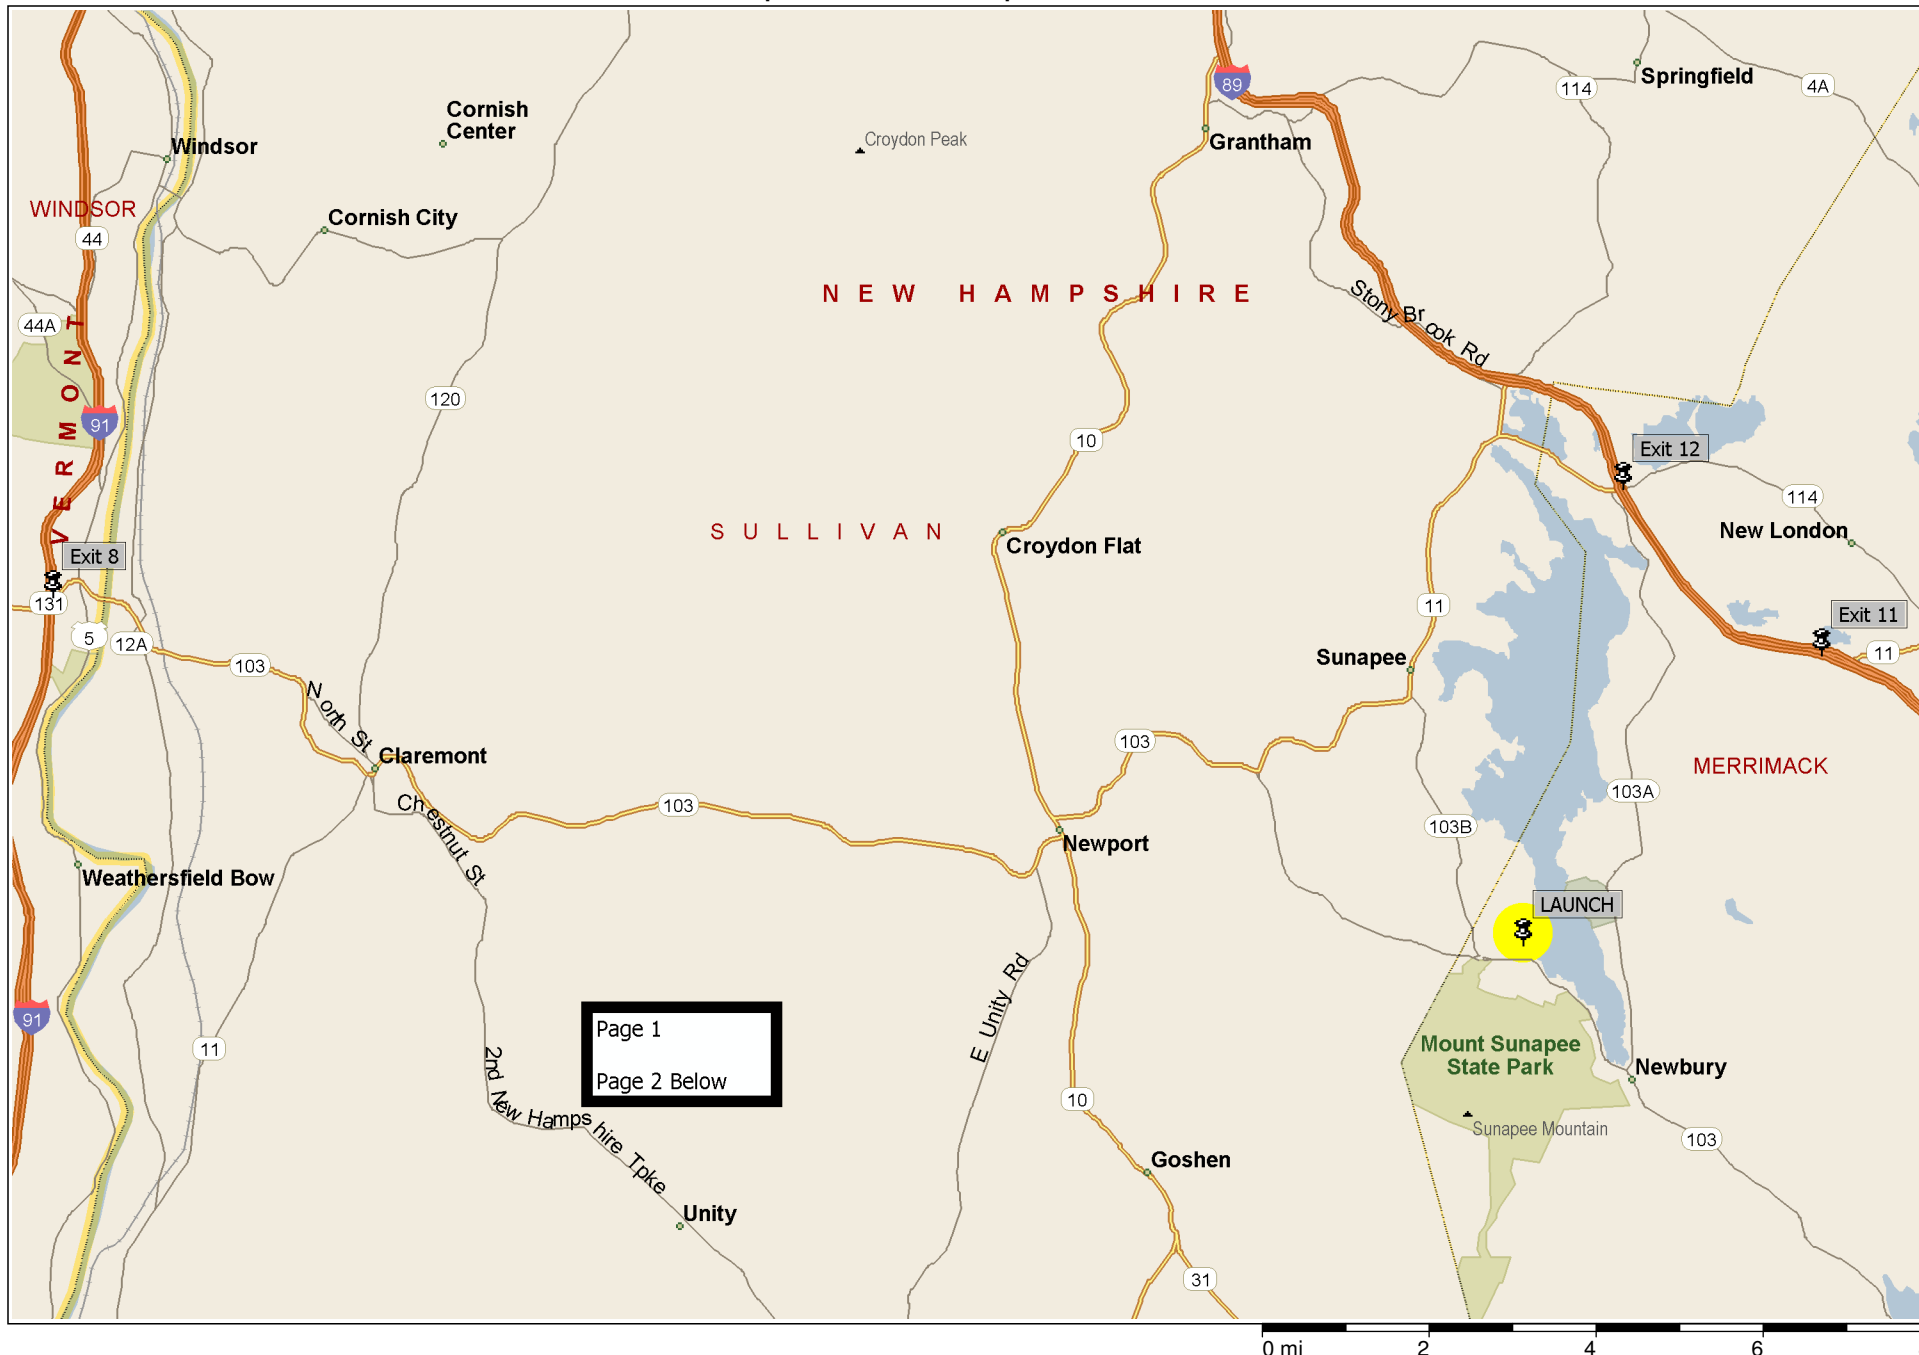 89
Springfield
114
4A
Cornish
Center
Windsor
Croydon Peak
Grantham
WINDSOR
Cornish City
44
NEW HAMPSHIRE
Stony Brook Rd
44A
VERMONT
120
91
10
Exit 12
114
New London
SULLIVAN
Croydon Flat
Exit 8
131
5
12A
11
Exit 11
11
Sunapee
103
North St
103
Claremont
MERRIMACK
103A
Chestnut St
103
103B
Newport
Weathersfield Bow
LAUNCH
E Unity Rd
91
Page 1
Page 2 Below
11
Mount Sunapee
State Park
Newbury
2nd New Hampshire Tpke
10
Sunapee Mountain
103
Goshen
Unity
31
0 mi 2 4 6